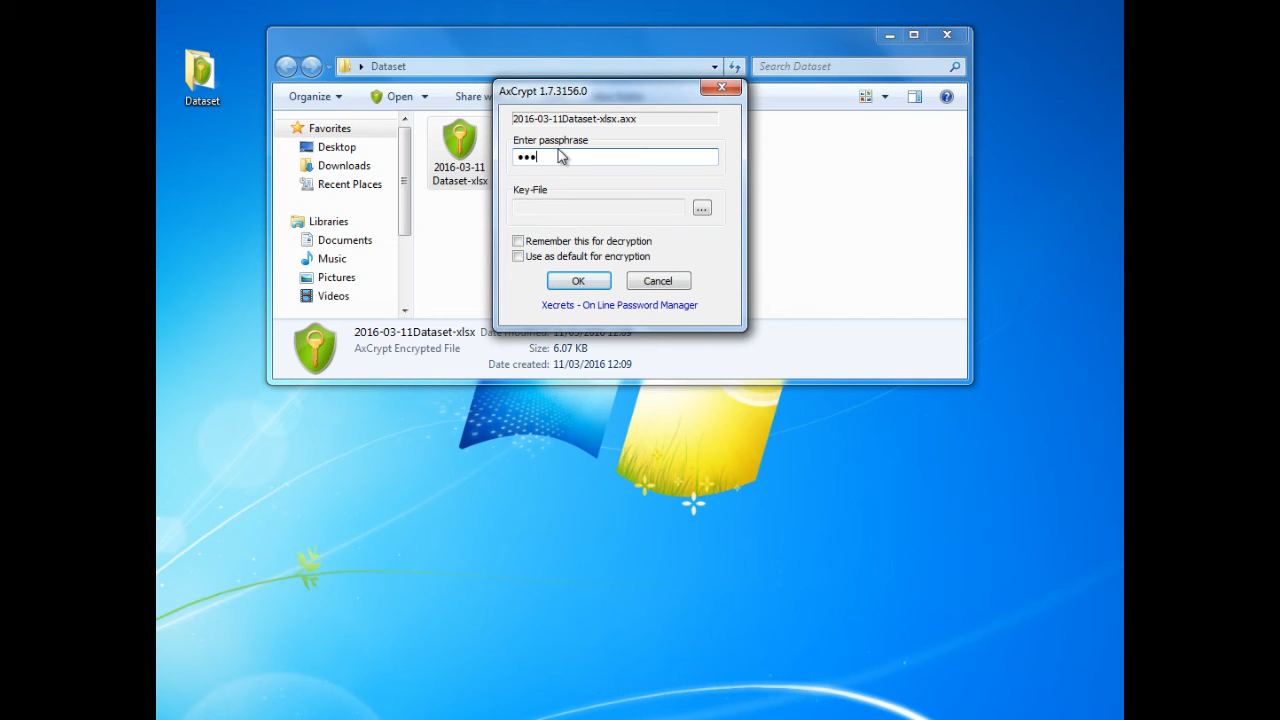 Dataset
Dataset
Search Dataset
Organize
Open
Share w
Favorites
Desktop
Downloads
Recent Places
Libraries
Documents
Music
Pictures
Videos
2016-03-11
Dataset-xlsx
AxCrypt 1.7.3156.0
2016-03-11Dataset-xlsx.axx
Enter passphrase
•••
Key-File
...
Remember this for decryption
Use as default for encryption
OK
Cancel
Xecrets - On Line Password Manager
2016-03-11Dataset-xlsx Date modified: 11/03/2016 12:09
AxCrypt Encrypted File
Size: 6.07 KB
Date created: 11/03/2016 12:09